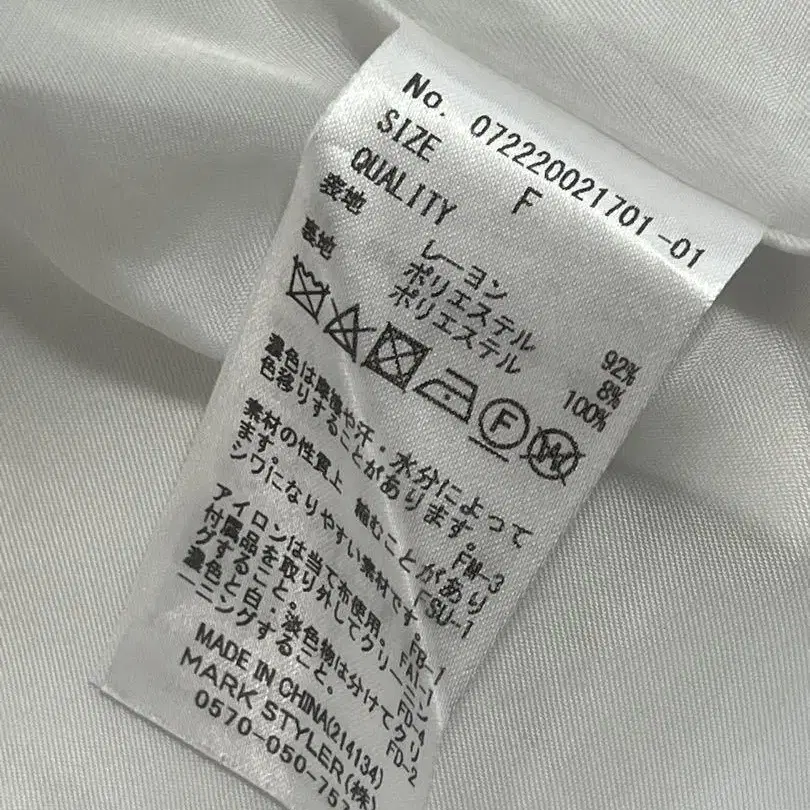 No. 072220021701-01
SIZE F
QUALITY
表地 レーヨン 92%
ポリエステル 8%
裏地 ポリエステル 100%
F W
濃色は摩擦や汗・水分によって
色移りすることがあります。 FW-3
素材の性質上 縮むことがあり
ます。 FSU-1
シワになりやすい素材です。 FB-1
アイロンは当て布使用。 FAI-1
付属品を取り外してクリーニン
グすること。 FD-4
濃色と白・淡色物は分けてクリ
ーニングすること。 FD-2
MADE IN CHINA(214134)
MARK STYLER(株)
0570-050-757